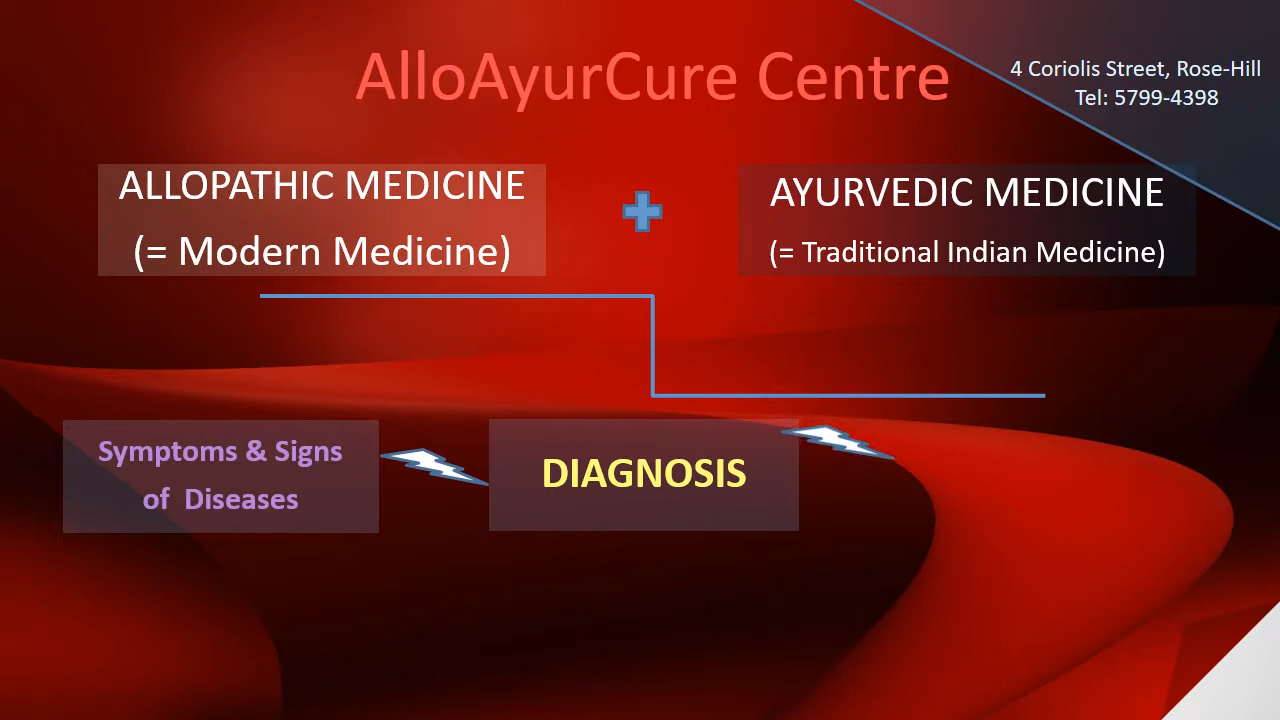 AlloAyurCure Centre
4 Coriolis Street, Rose-Hill
Tel: 5799-4398
ALLOPATHIC MEDICINE
(= Modern Medicine)
AYURVEDIC MEDICINE
(= Traditional Indian Medicine)
Symptoms & Signs
of Diseases
DIAGNOSIS